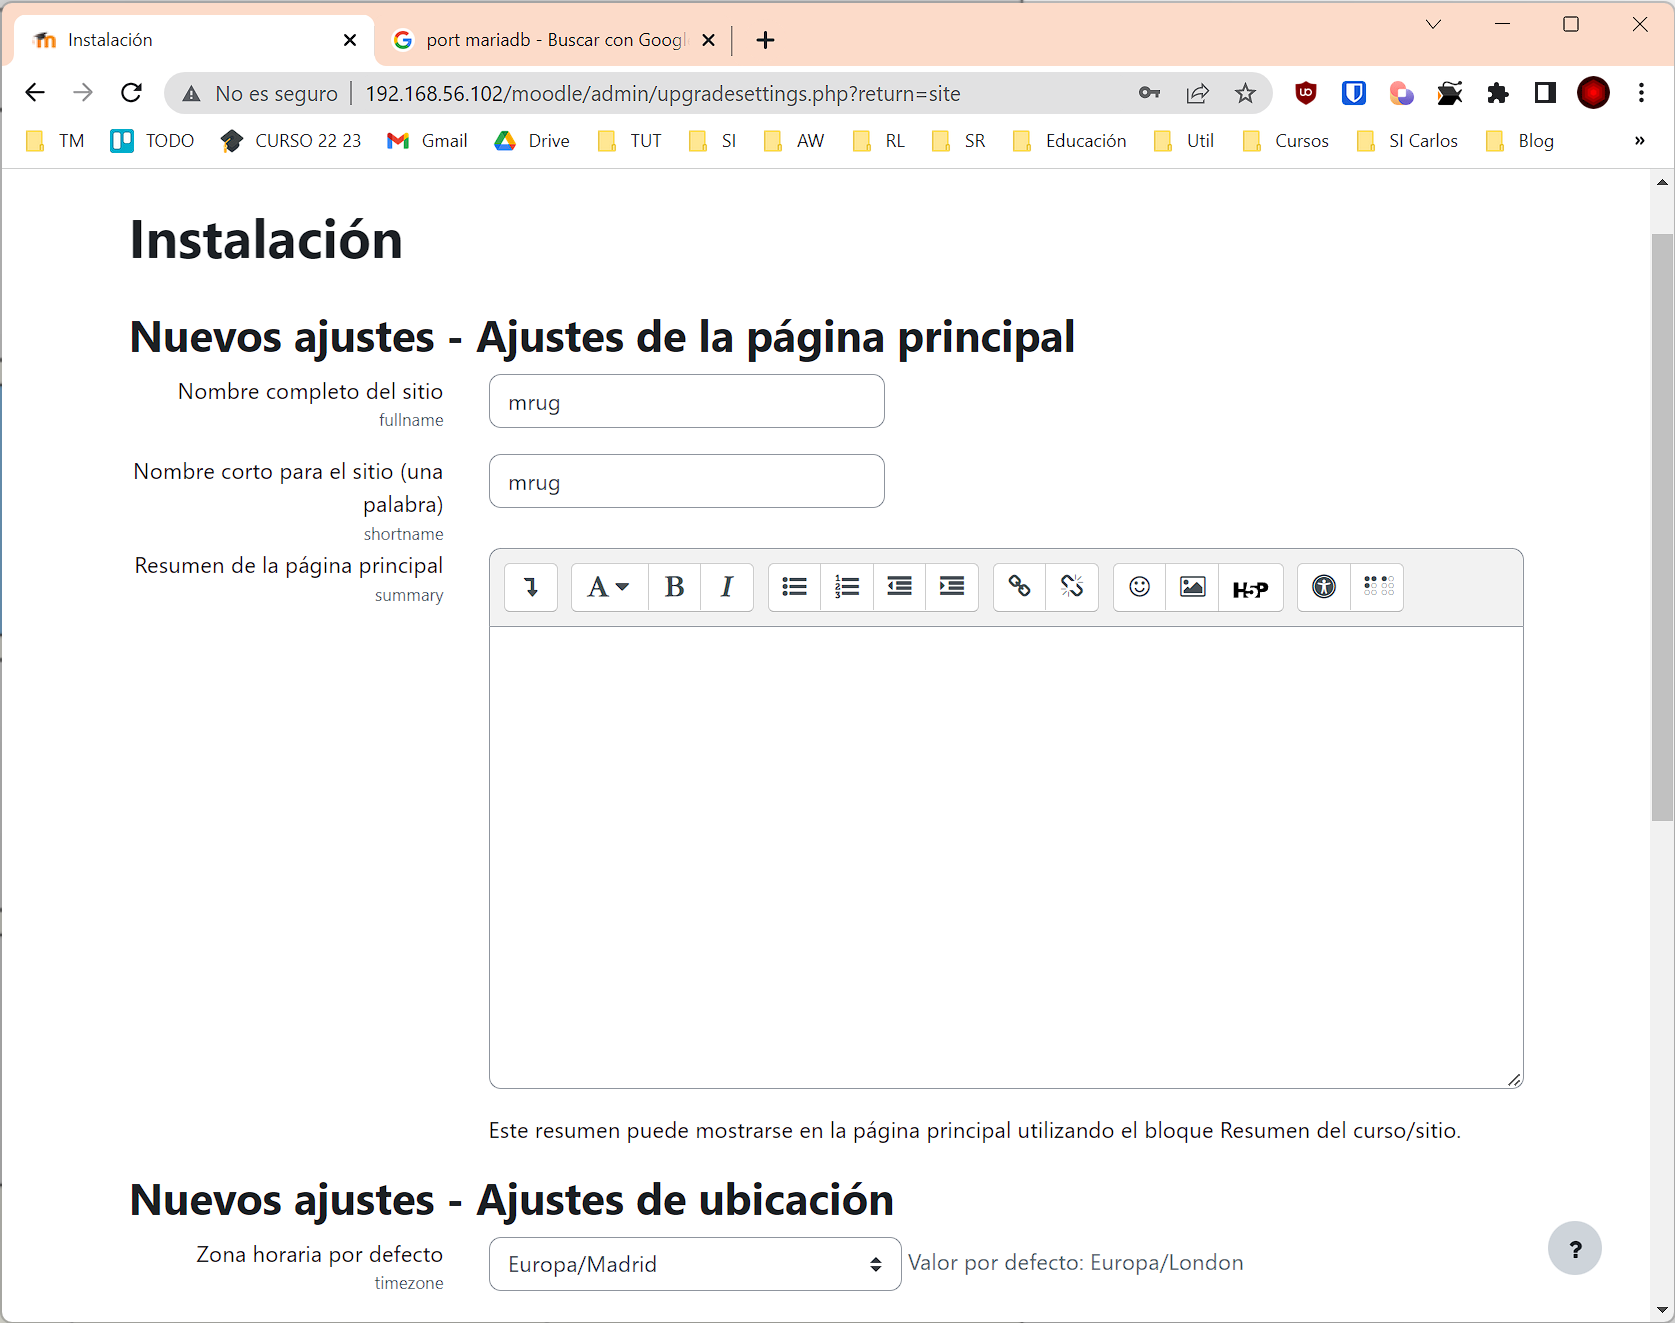 Instalación
port mariadb - Buscar con Googl
No es seguro
192.168.56.102/moodle/admin/upgradesettings.php?return=site
TM
TODO
CURSO 22 23
Gmail
Drive
TUT
SI
AW
RL
SR
Educación
Util
Cursos
SI Carlos
Blog
»
Instalación
Nuevos ajustes - Ajustes de la página principal
Nombre completo del sitio
fullname
mrug
Nombre corto para el sitio (una
palabra)
shortname
mrug
Resumen de la página principal
summary
A
B
I
H5P
Este resumen puede mostrarse en la página principal utilizando el bloque Resumen del curso/sitio.
Nuevos ajustes - Ajustes de ubicación
Zona horaria por defecto
timezone
Europa/Madrid
Valor por defecto: Europa/London
?